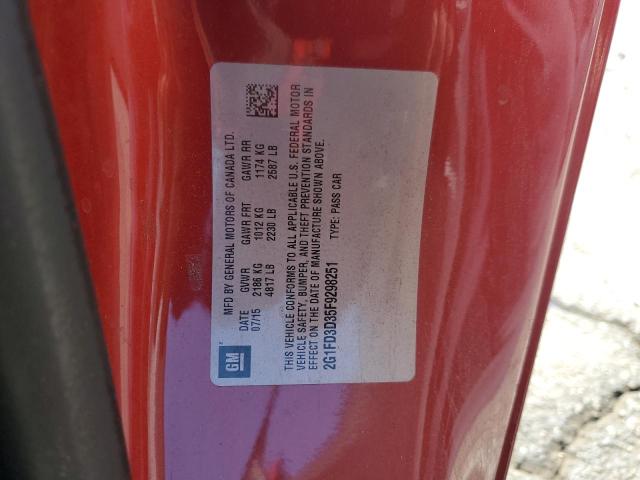 MFD BY GENERAL MOTORS OF CANADA LTD.
DATE GVWR GAWR FRT GAWR RR
07/15 2186 KG 1012 KG 1174 KG
4817 LB 2230 LB 2587 LB
GM
THIS VEHICLE CONFORMS TO ALL APPLICABLE U.S. FEDERAL MOTOR
VEHICLE SAFETY, BUMPER, AND THEFT PREVENTION STANDARDS IN
EFFECT ON THE DATE OF MANUFACTURE SHOWN ABOVE.
2G1FD3D35F9298251 TYPE: PASS CAR